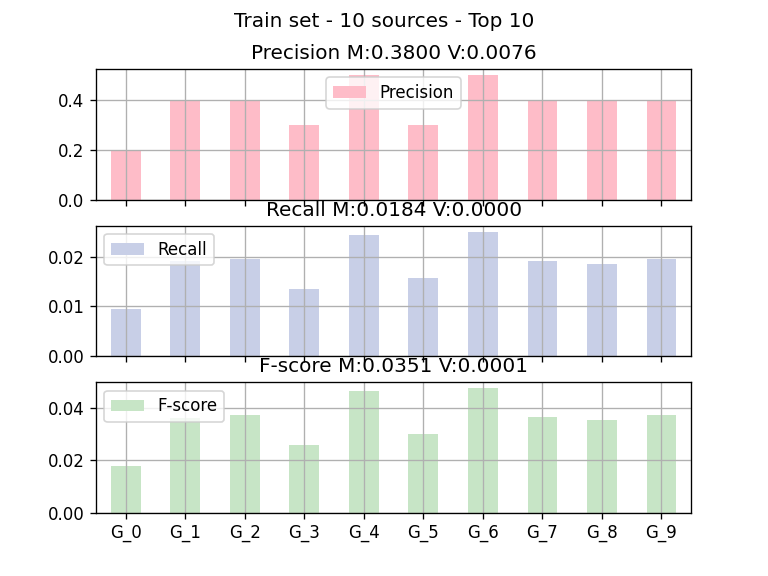 Train set - 10 sources - Top 10
Precision M:0.3800 V:0.0076
0.4
0.2
0.0
Precision
Recall M:0.0184 V:0.0000
0.02
0.01
0.00
Recall
F-score M:0.0351 V:0.0001
0.04
0.02
0.00
F-score
G_0 G_1 G_2 G_3 G_4 G_5 G_6 G_7 G_8 G_9